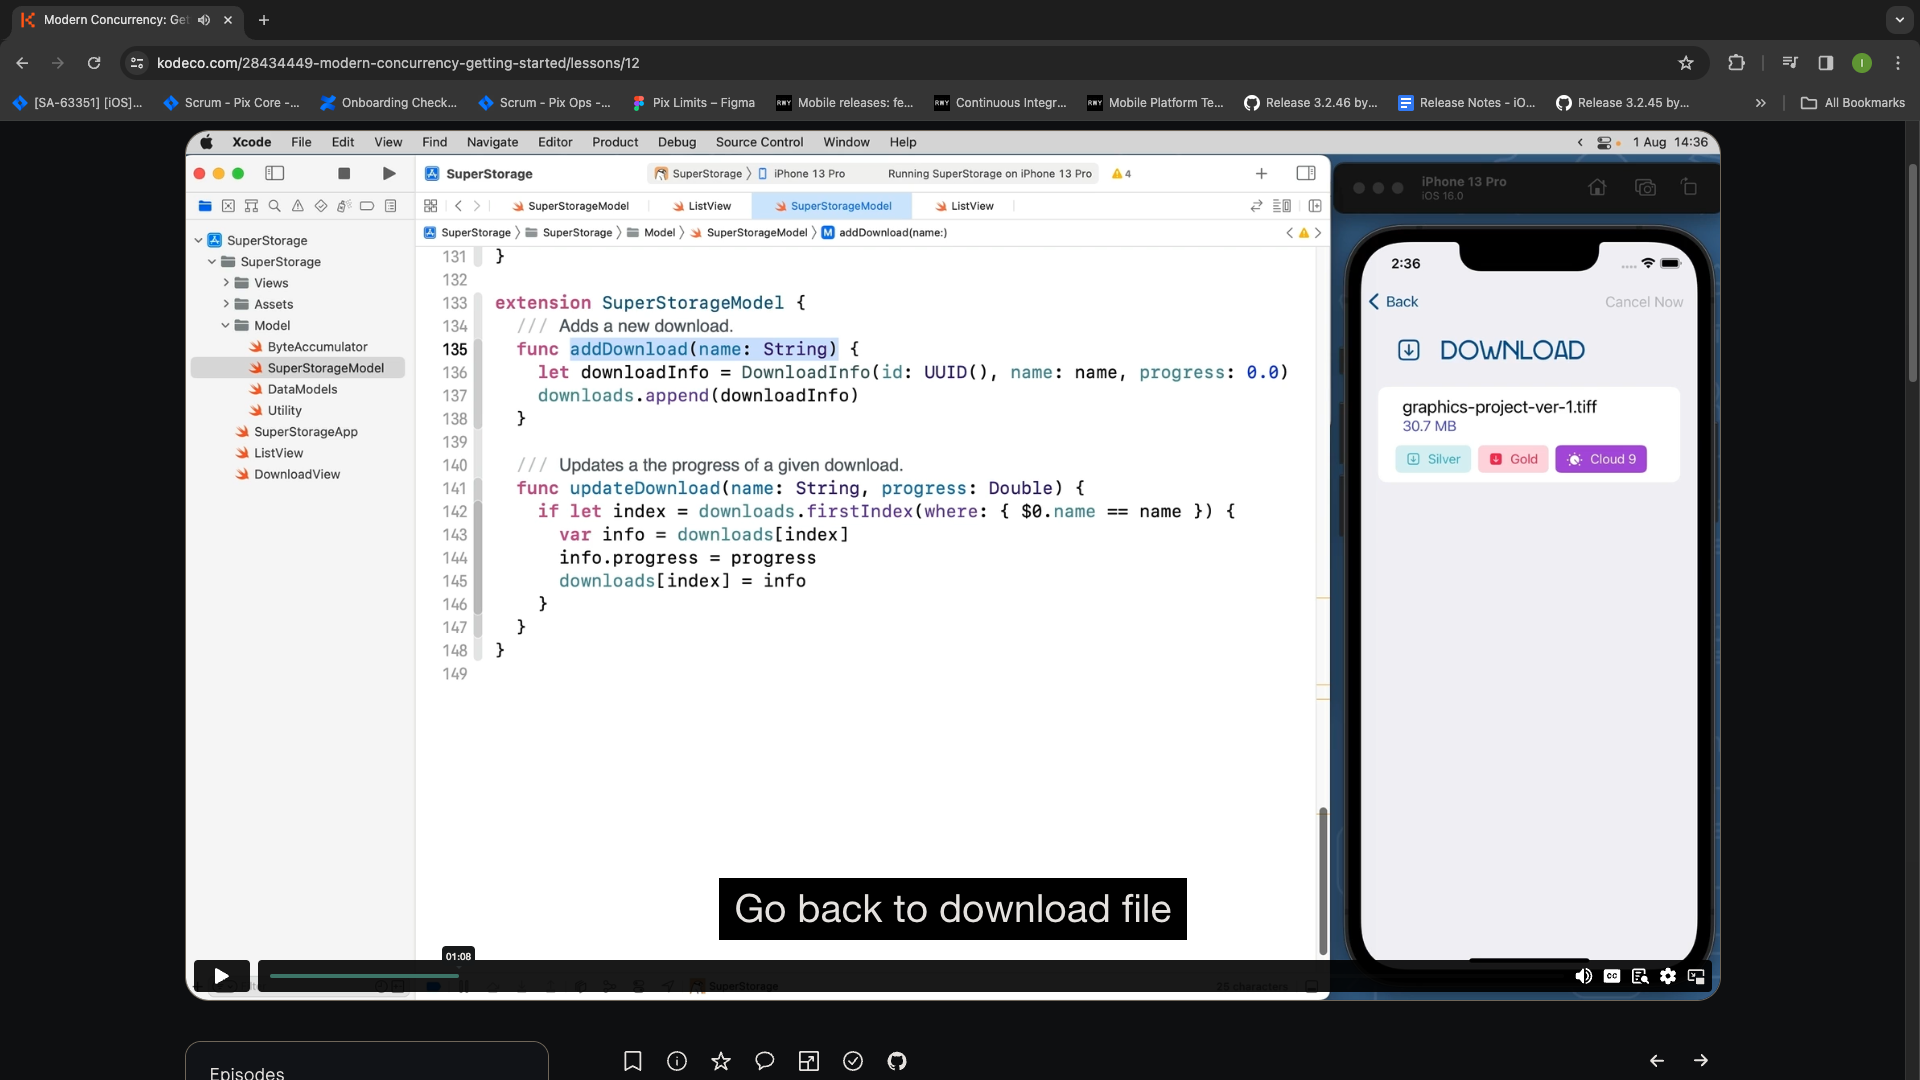 Modern Concurrency: Get
kodeco.com/28434449-modern-concurrency-getting-started/lessons/12
[SA-63351] [iOS]...
Scrum - Pix Core -...
Onboarding Check...
Scrum - Pix Ops -...
Pix Limits – Figma
Mobile releases: fe...
Continuous Integr...
Mobile Platform Te...
Release 3.2.46 by...
Release Notes - iO...
Release 3.2.45 by...
All Bookmarks
Xcode File Edit View Find Navigate Editor Product Debug Source Control Window Help
1 Aug 14:36
SuperStorage
SuperStorage
iPhone 13 Pro
Running SuperStorage on iPhone 13 Pro
4
SuperStorageModel
ListView
SuperStorageModel
ListView
SuperStorage
SuperStorage
Model
SuperStorageModel
M addDownload(name:)
SuperStorage
SuperStorage
Views
Assets
Model
ByteAccumulator
SuperStorageModel
DataModels
Utility
SuperStorageApp
ListView
DownloadView
131 }
132
133 extension SuperStorageModel {
134 /// Adds a new download.
135 func addDownload(name: String) {
136 let downloadInfo = DownloadInfo(id: UUID(), name: name, progress: 0.0)
137 downloads.append(downloadInfo)
138 }
139
140 /// Updates a the progress of a given download.
141 func updateDownload(name: String, progress: Double) {
142 if let index = downloads.firstIndex(where: { $0.name == name }) {
143 var info = downloads[index]
144 info.progress = progress
145 downloads[index] = info
146 }
147 }
148 }
149
iPhone 13 Pro
iOS 16.0
2:36
Back
Cancel Now
DOWNLOAD
graphics-project-ver-1.tiff
30.7 MB
Silver
Gold
Cloud 9
Go back to download file
01:08
SuperStorage
25 characters
CC
Episodes